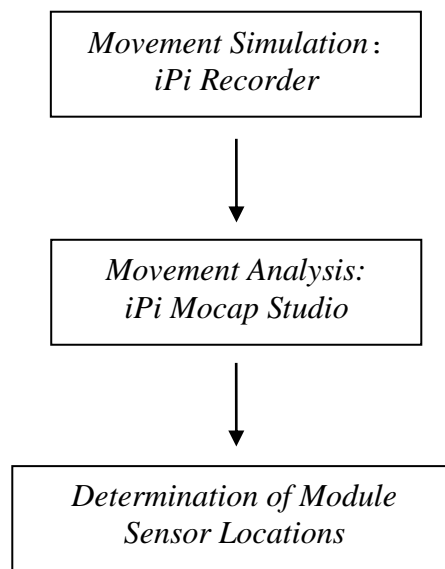 Movement Simulation：
iPi Recorder
Movement Analysis:
iPi Mocap Studio
Determination of Module
Sensor Locations